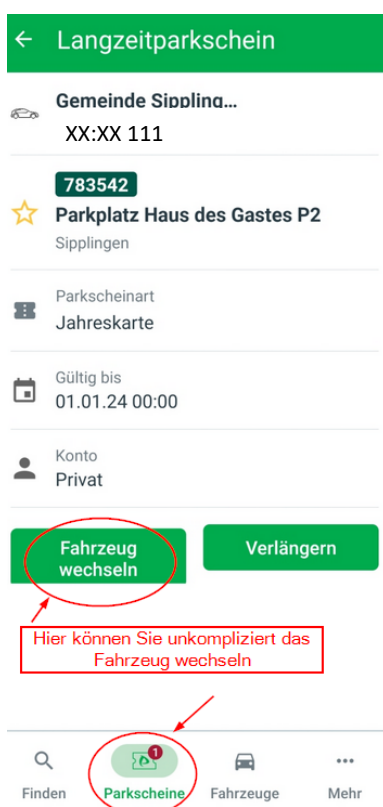 Langzeitparkschein
Gemeinde Sippling...
XX:XX 111
783542
Parkplatz Haus des Gastes P2
Sipplingen
Parkscheinart
Jahreskarte
Gültig bis
01.01.24 00:00
Konto
Privat
Fahrzeug
wechseln
Verlängern
Hier können Sie unkompliziert das
Fahrzeug wechseln
1
Finden
Parkscheine
Fahrzeuge
Mehr